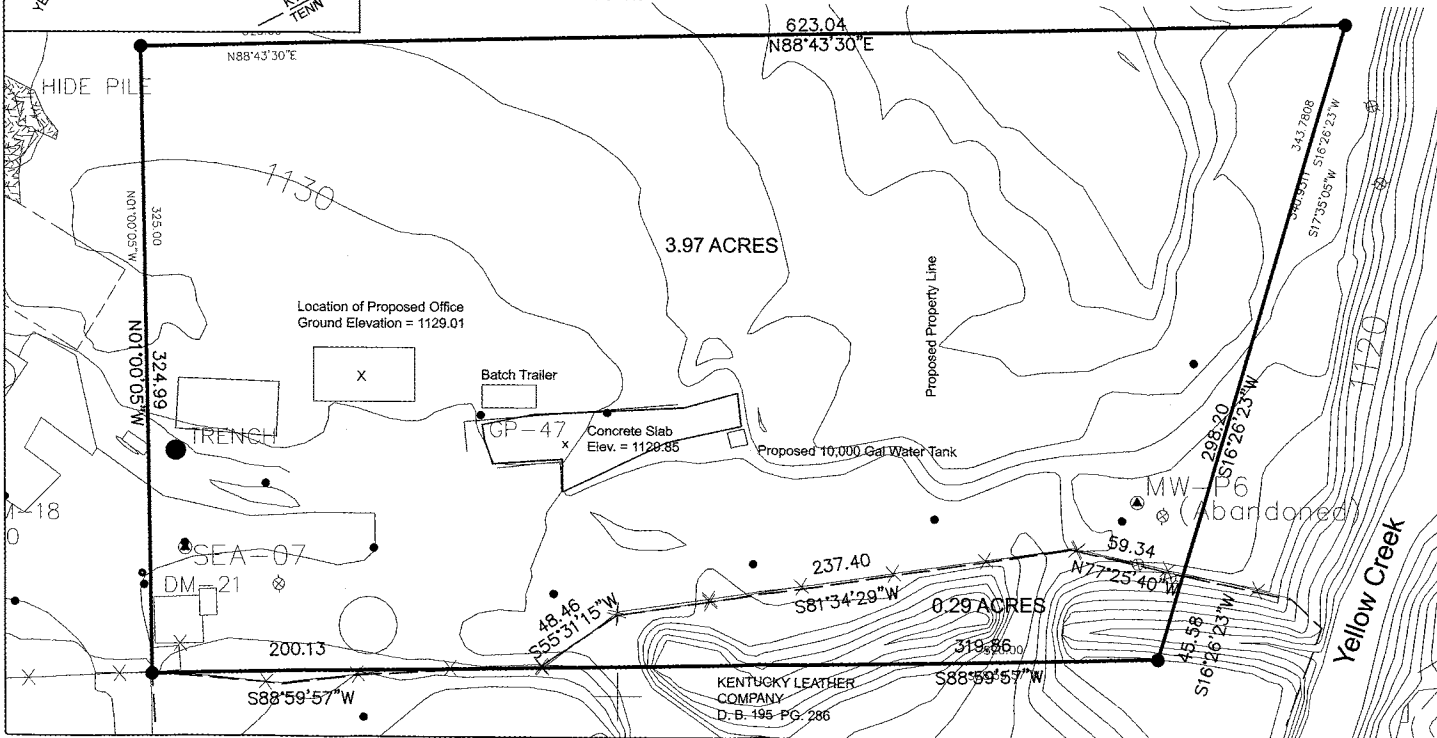 TENN
623.04
N88°43'30"E
N88°43'30"E
HIDE PILE
1130
343.7808
S16°26'23"W
S17°35'05"W
325.00
N01°00'05"W
3.97 ACRES
Proposed Property Line
Location of Proposed Office
Ground Elevation = 1129.01
X
324.99
N01°00'05"W
1120
Batch Trailer
TRENCH
GP-47
Concrete Slab
x Elev. = 1129.85
Proposed 10,000 Gal Water Tank
298.20
S16°26'23"W
MW-P6
(Abandoned)
-18
0
SEA-07
DM-21
59.34
N77°25'40"W
237.40
S81°34'29"W
0.29 ACRES
48.46
S55°31'15"W
Yellow Creek
45.58
S16°26'23"W
200.13
S88°59'57"W
319.86
S88°59'57"W
KENTUCKY LEATHER
COMPANY
D. B. 195 PG. 286